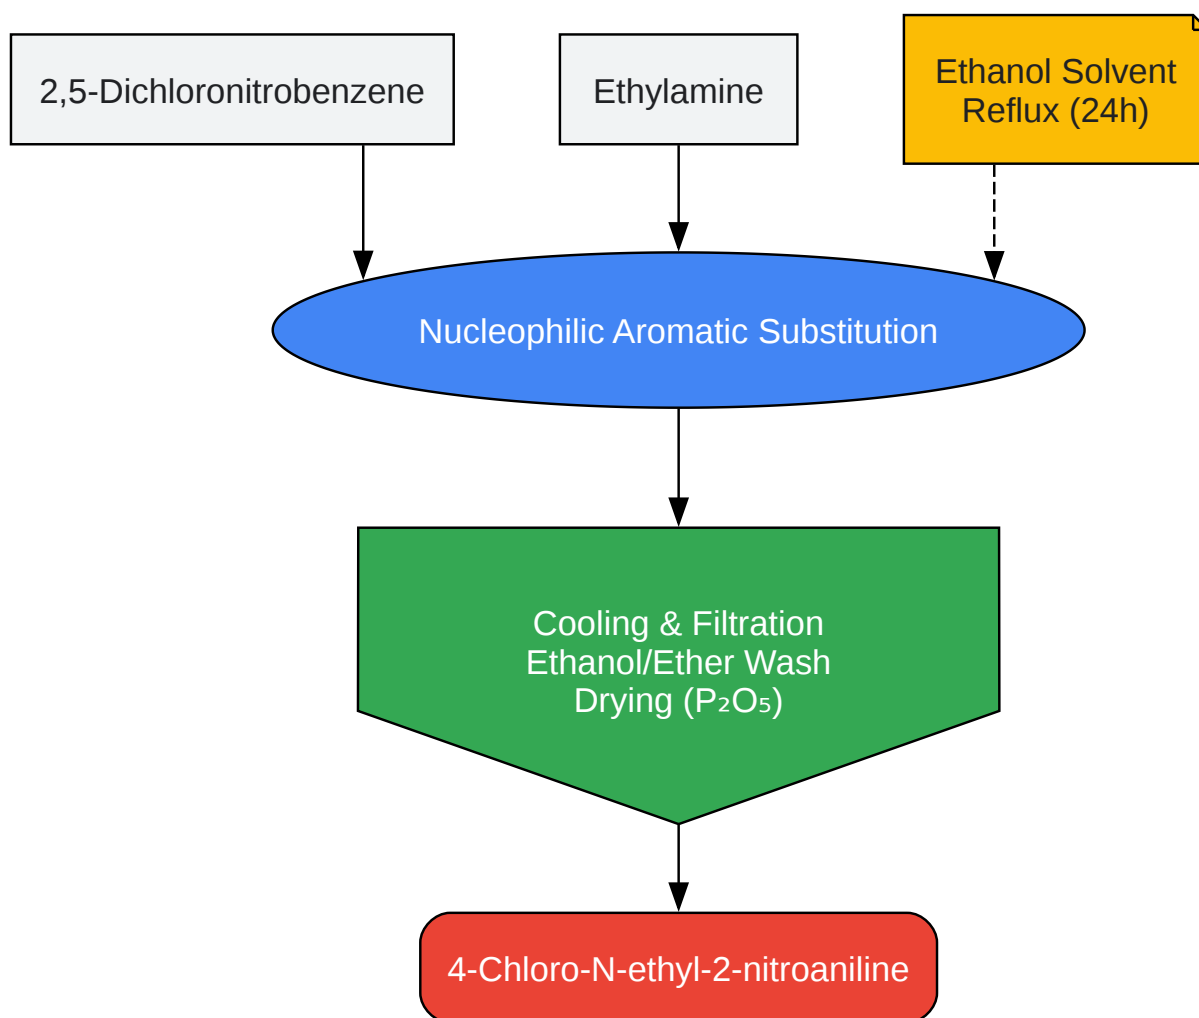 2,5-Dichloronitrobenzene
Ethylamine
Ethanol Solvent
Reflux (24h)
Nucleophilic Aromatic Substitution
Cooling & Filtration
Ethanol/Ether Wash
Drying (P₂O₅)
4-Chloro-N-ethyl-2-nitroaniline